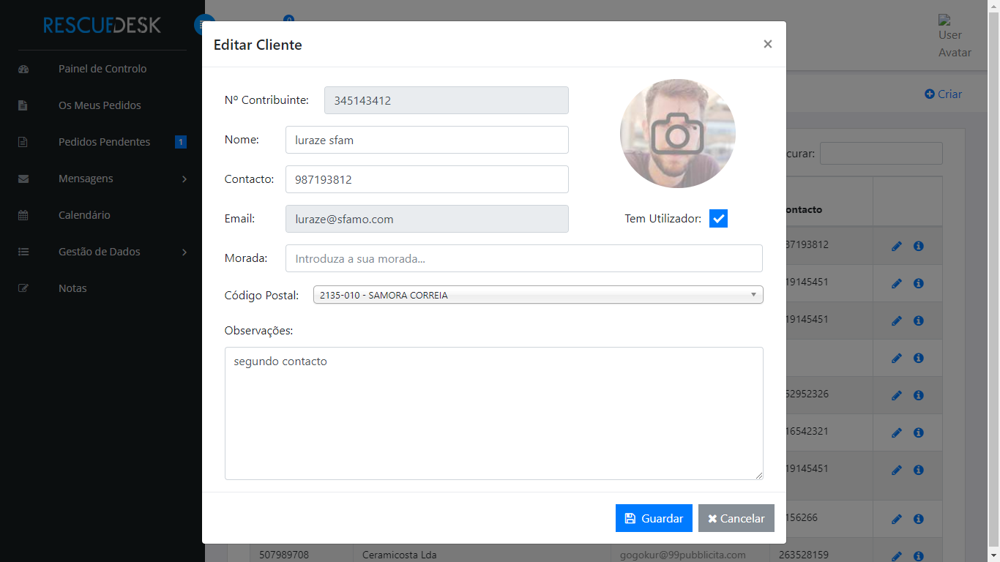 RESCUEDESK
0
User
Avatar
Painel de Controlo
Os Meus Pedidos
Pedidos Pendentes 1
Mensagens
Calendário
Gestão de Dados
Notas
Editar Cliente ×
Nº Contribuinte: 345143412
Nome: luraze sfam
Contacto: 987193812
Email: luraze@sfamo.com
Tem Utilizador:
Morada: Introduza a sua morada...
Código Postal: 2135-010 - SAMORA CORREIA
Observações:
segundo contacto
Guardar Cancelar
Criar
curar:
ontacto
37193812
19145451
19145451
52952326
16542321
19145451
156266
507989708 Ceramicosta Lda gogokur@99pubblicita.com 263528159